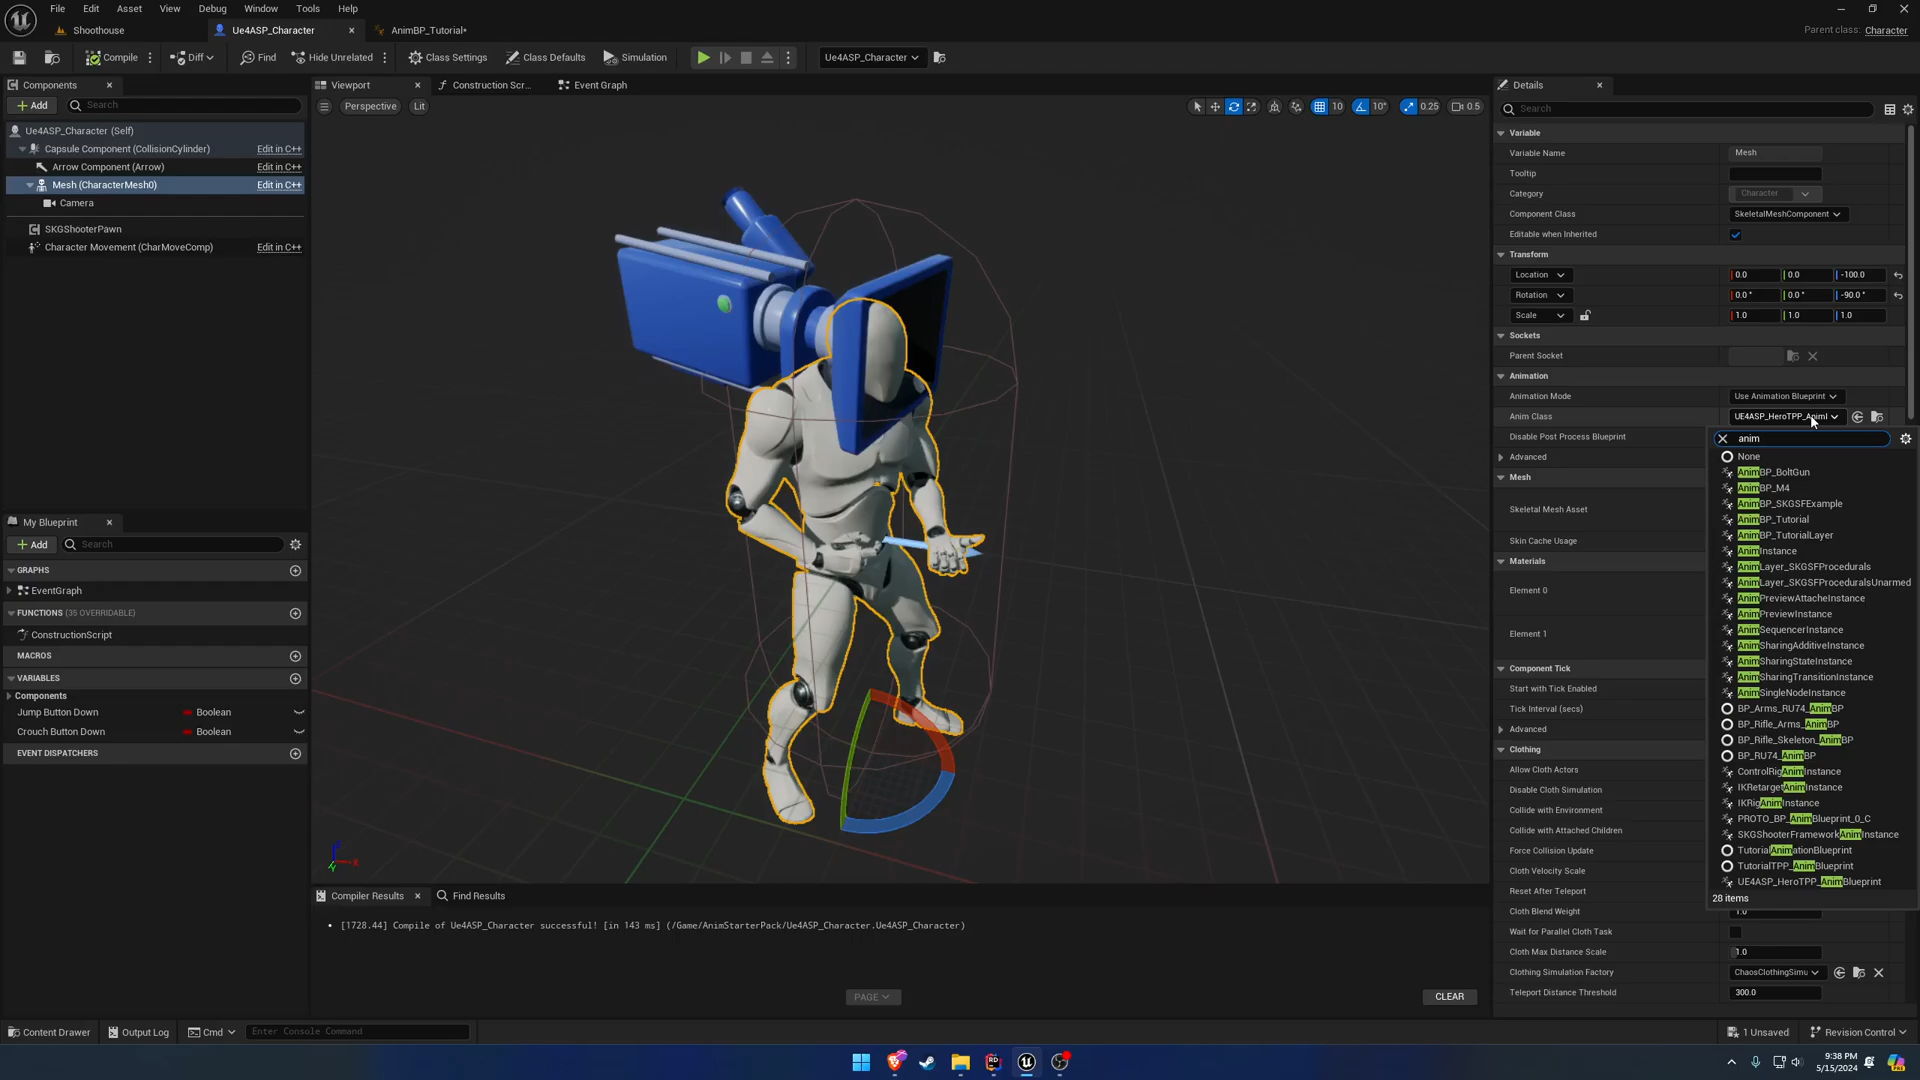 File Edit Asset View Debug Window Tools Help
Shoothouse Ue4ASP_Character AnimBP_Tutorial* Parent class: Character
Compile Diff Find Hide Unrelated Class Settings Class Defaults Simulation Ue4ASP_Character
Components
Add Search
Ue4ASP_Character (Self)
Capsule Component (CollisionCylinder) Edit in C++
Arrow Component (Arrow) Edit in C++
Mesh (CharacterMesh0) Edit in C++
Camera
SKGShooterPawn
Character Movement (CharMoveComp) Edit in C++
My Blueprint
Add Search
GRAPHS
EventGraph
FUNCTIONS (35 OVERRIDABLE)
ConstructionScript
MACROS
VARIABLES
Components
Jump Button Down Boolean
Crouch Button Down Boolean
EVENT DISPATCHERS
Viewport Construction Scr... Event Graph
Perspective Lit 10 10° 0.25 0.5
Compiler Results Find Results
[1728.44] Compile of Ue4ASP_Character successful! [in 143 ms] (/Game/AnimStarterPack/Ue4ASP_Character.Ue4ASP_Character)
PAGE CLEAR
Details
Search
Variable
Variable Name Mesh
Tooltip
Category Character
Component Class SkeletalMeshComponent
Editable when Inherited
Transform
Location 0.0 0.0 -100.0
Rotation 0.0 ° 0.0 ° -90.0 °
Scale 1.0 1.0 1.0
Sockets
Parent Socket
Animation
Animation Mode Use Animation Blueprint
Anim Class UE4ASP_HeroTPP_AnimI
Disable Post Process Blueprint
Advanced
Mesh
Skeletal Mesh Asset
Skin Cache Usage
Materials
Element 0
Element 1
Component Tick
Start with Tick Enabled
Tick Interval (secs)
Advanced
Clothing
Allow Cloth Actors
Disable Cloth Simulation
Collide with Environment
Collide with Attached Children
Force Collision Update
Cloth Velocity Scale
Reset After Teleport
Cloth Blend Weight 1.0
Wait for Parallel Cloth Task
Cloth Max Distance Scale 1.0
Clothing Simulation Factory ChaosClothingSimu
Teleport Distance Threshold 300.0
anim
None
AnimBP_BoltGun
AnimBP_M4
AnimBP_SKGSFExample
AnimBP_Tutorial
AnimBP_TutorialLayer
AnimInstance
AnimLayer_SKGSFProcedurals
AnimLayer_SKGSFProceduralsUnarmed
AnimPreviewAttacheInstance
AnimPreviewInstance
AnimSequencerInstance
AnimSharingAdditiveInstance
AnimSharingStateInstance
AnimSharingTransitionInstance
AnimSingleNodeInstance
BP_Arms_RU74_AnimBP
BP_Rifle_Arms_AnimBP
BP_Rifle_Skeleton_AnimBP
BP_RU74_AnimBP
ControlRigAnimInstance
IKRetargetAnimInstance
IKRigAnimInstance
PROTO_BP_AnimBlueprint_0_C
SKGShooterFrameworkAnimInstance
TutorialAnimationBlueprint
TutorialTPP_AnimBlueprint
UE4ASP_HeroTPP_AnimBlueprint
28 items
Content Drawer Output Log Cmd Enter Console Command 1 Unsaved Revision Control
9:38 PM
5/15/2024